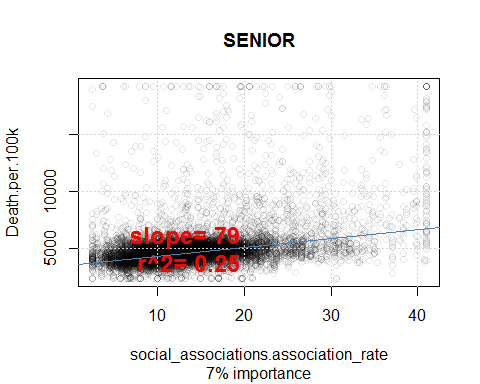 SENIOR
Death.per.100k
10000
5000
slope= 79
r^2= 0.25
10
20
30
40
social_associations.association_rate
7% importance